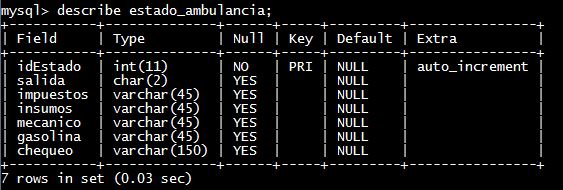 mysql> describe estado_ambulancia;
+-----------+--------------+------+-----+---------+----------------+
| Field     | Type         | Null | Key | Default | Extra          |
+-----------+--------------+------+-----+---------+----------------+
| idEstado  | int(11)      | NO   | PRI | NULL    | auto_increment |
| salida    | char(2)      | YES  |     | NULL    |                |
| impuestos | varchar(45)  | YES  |     | NULL    |                |
| insumos   | varchar(45)  | YES  |     | NULL    |                |
| mecanico  | varchar(45)  | YES  |     | NULL    |                |
| gasolina  | varchar(45)  | YES  |     | NULL    |                |
| chequeo   | varchar(150) | YES  |     | NULL    |                |
+-----------+--------------+------+-----+---------+----------------+
7 rows in set (0.03 sec)